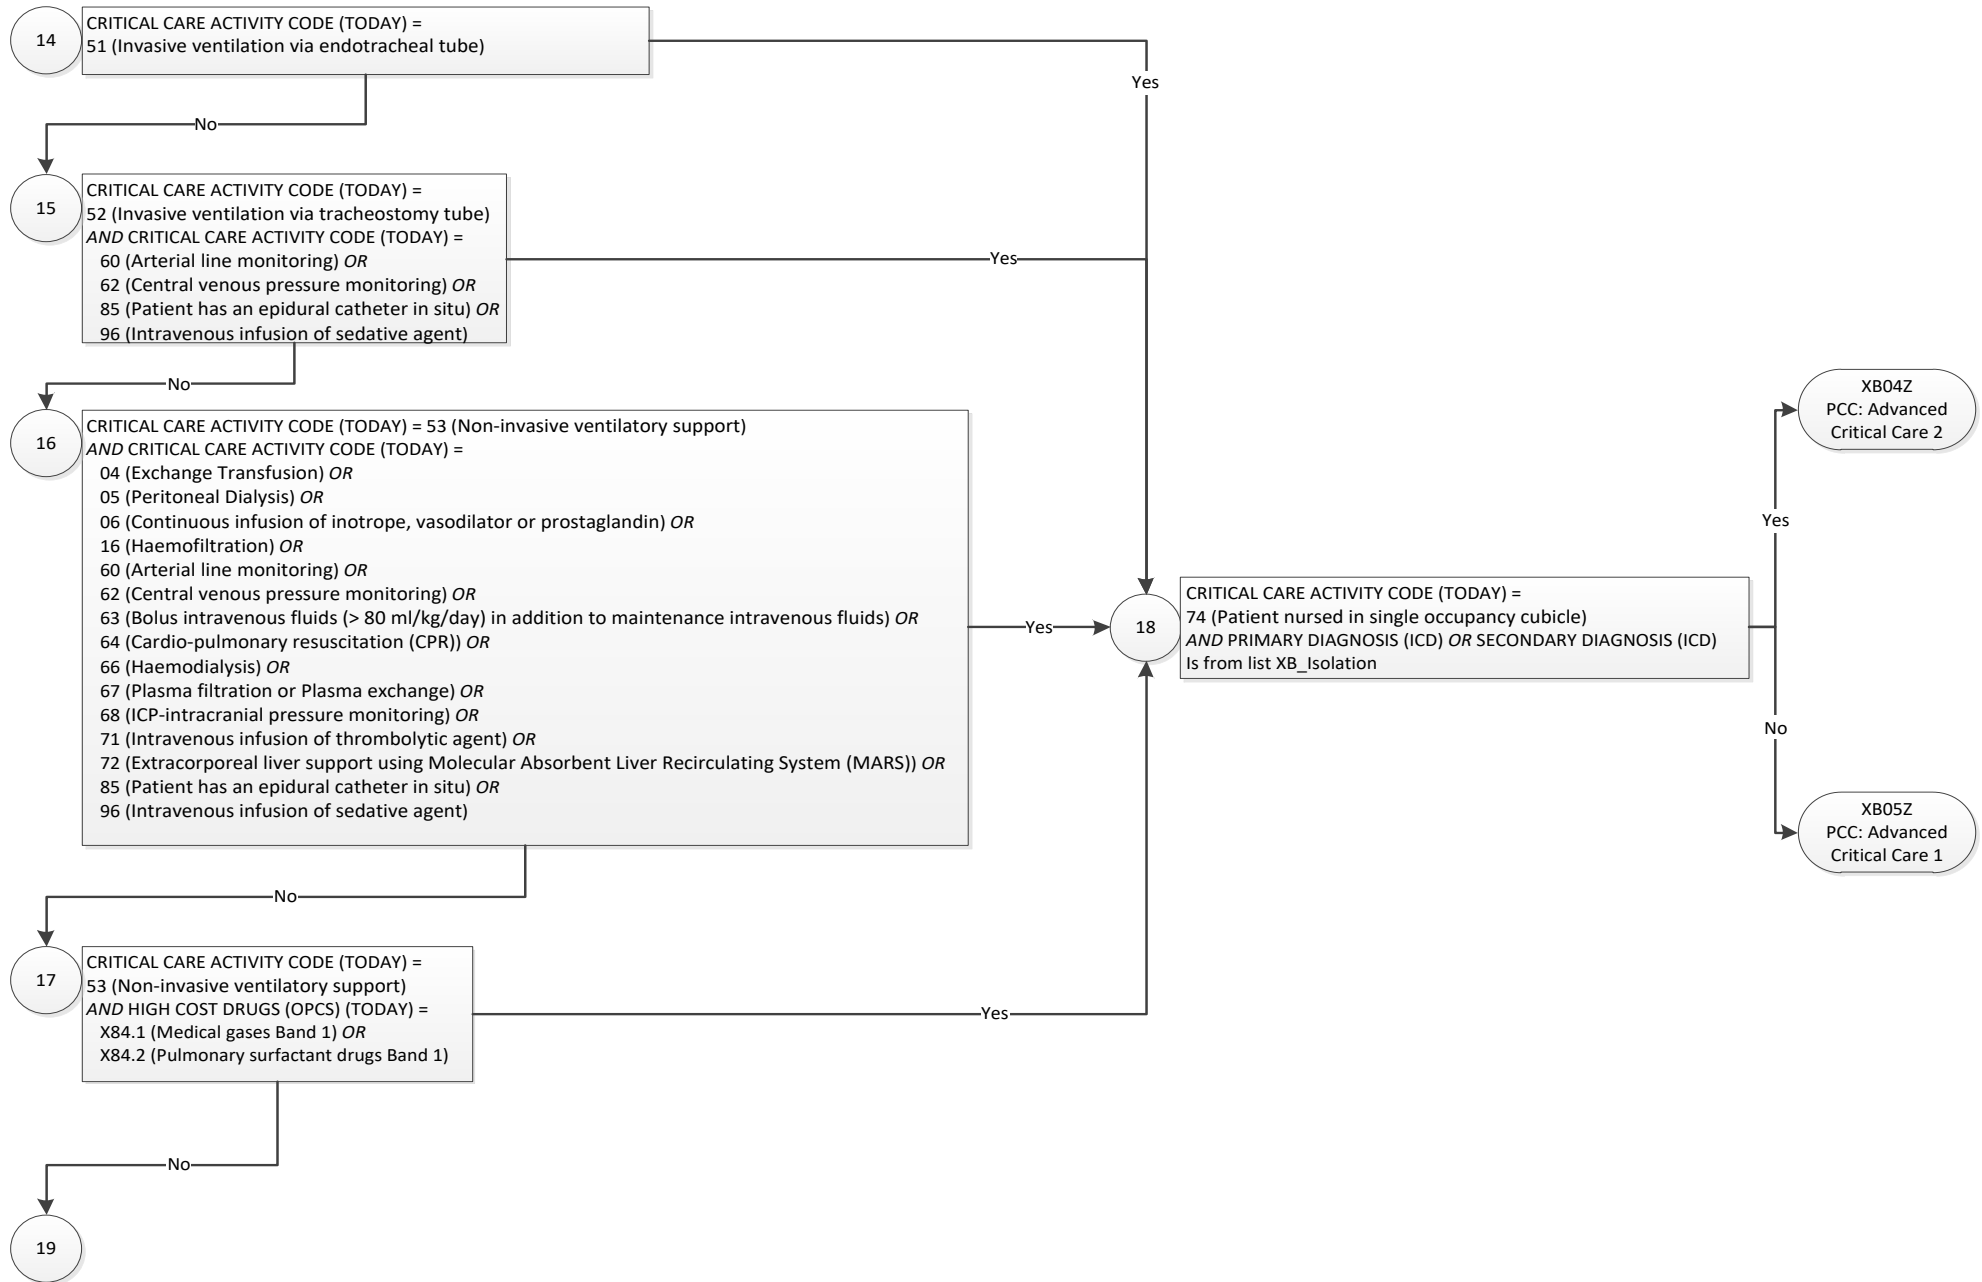 14
CRITICAL CARE ACTIVITY CODE (TODAY) =
51 (Invasive ventilation via endotracheal tube)
Yes
No
15
CRITICAL CARE ACTIVITY CODE (TODAY) =
52 (Invasive ventilation via tracheostomy tube)
AND CRITICAL CARE ACTIVITY CODE (TODAY) =
60 (Arterial line monitoring) OR
62 (Central venous pressure monitoring) OR
85 (Patient has an epidural catheter in situ) OR
96 (Intravenous infusion of sedative agent)
Yes
No
16
CRITICAL CARE ACTIVITY CODE (TODAY) = 53 (Non-invasive ventilatory support)
AND CRITICAL CARE ACTIVITY CODE (TODAY) =
04 (Exchange Transfusion) OR
05 (Peritoneal Dialysis) OR
06 (Continuous infusion of inotrope, vasodilator or prostaglandin) OR
16 (Haemofiltration) OR
60 (Arterial line monitoring) OR
62 (Central venous pressure monitoring) OR
63 (Bolus intravenous fluids (> 80 ml/kg/day) in addition to maintenance intravenous fluids) OR
64 (Cardio-pulmonary resuscitation (CPR)) OR
66 (Haemodialysis) OR
67 (Plasma filtration or Plasma exchange) OR
68 (ICP-intracranial pressure monitoring) OR
71 (Intravenous infusion of thrombolytic agent) OR
72 (Extracorporeal liver support using Molecular Absorbent Liver Recirculating System (MARS)) OR
85 (Patient has an epidural catheter in situ) OR
96 (Intravenous infusion of sedative agent)
Yes
No
17
CRITICAL CARE ACTIVITY CODE (TODAY) =
53 (Non-invasive ventilatory support)
AND HIGH COST DRUGS (OPCS) (TODAY) =
X84.1 (Medical gases Band 1) OR
X84.2 (Pulmonary surfactant drugs Band 1)
Yes
No
19
18
CRITICAL CARE ACTIVITY CODE (TODAY) =
74 (Patient nursed in single occupancy cubicle)
AND PRIMARY DIAGNOSIS (ICD) OR SECONDARY DIAGNOSIS (ICD)
Is from list XB_Isolation
Yes
XB04Z
PCC: Advanced
Critical Care 2
No
XB05Z
PCC: Advanced
Critical Care 1